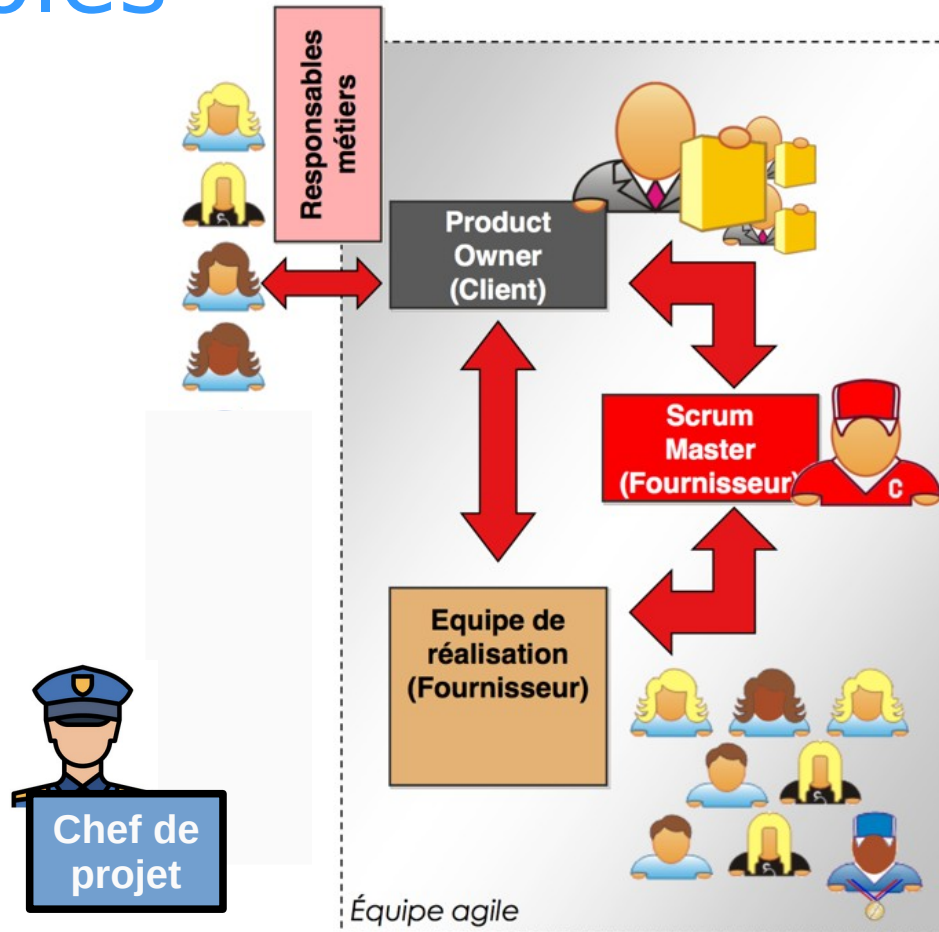 Responsables
métiers
Product
Owner
(Client)
Scrum
Master
(Fournisseur)
C
Equipe de
réalisation
(Fournisseur)
Chef de
projet
Équipe agile